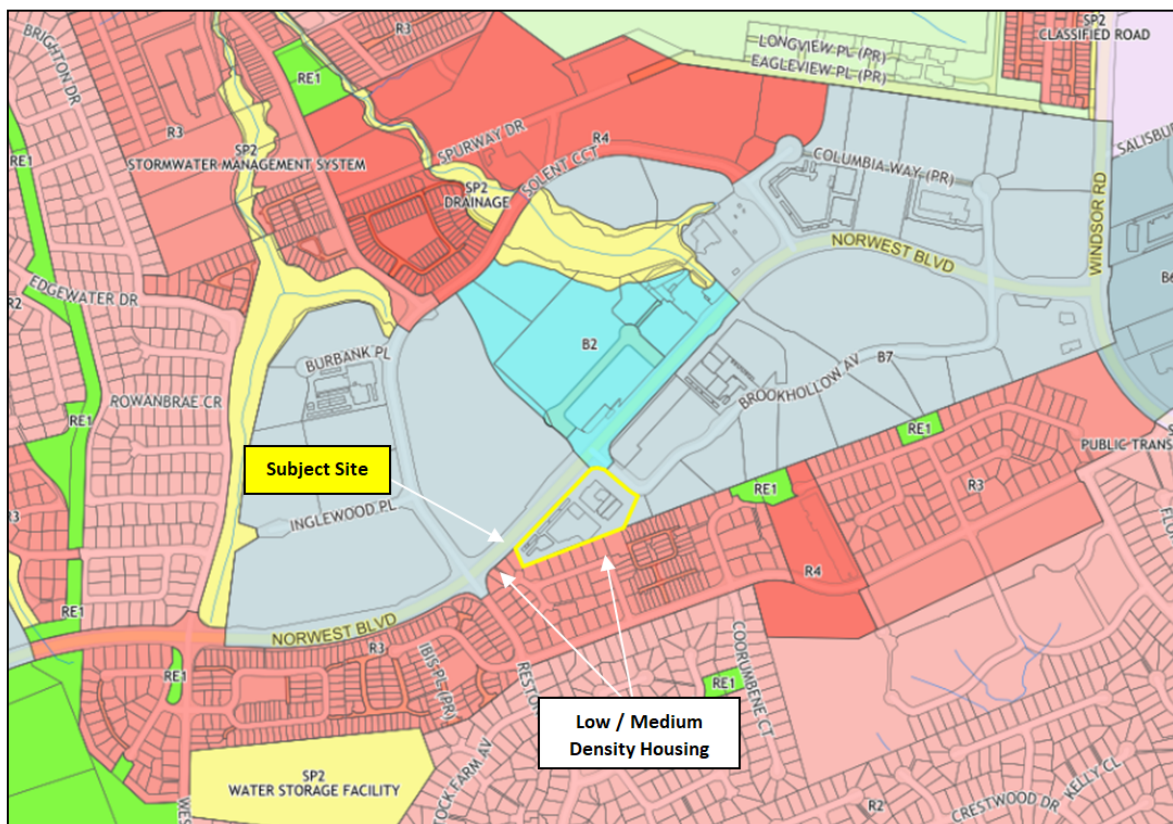 SP2
CLASSIFIED ROAD
R3
BRIGHTON DR
LONGVIEW PL (PR)
EAGLEVIEW PL (PR)
RE1
R3
SP2
STORMWATER MANAGEMENT SYSTEM
SPURWAY DR
R4
SOLENT CCT
SP2
DRAINAGE
COLUMBIA WAY (PR)
SALISBU
RE1
NORWEST BLVD
WINDSOR RD
EDGEWATER DR
R2
B6
B2
BURBANK PL
B7
BROOKHOLLOW AV
ROWANBRAE CR
RE1
RE1
PUBLIC TRANS
S
Subject Site
R3
RE1
R3
INGLEWOOD PL
R4
RE1
NORWEST BLVD
R3
IBIS PL (PR)
RESTO
COORUMBENE CT
RE1
RE1
Low / Medium
Density Housing
SP2
WATER STORAGE FACILITY
TOCK FARM AV
WES
KELLY CL
CRESTWOOD DR
R2